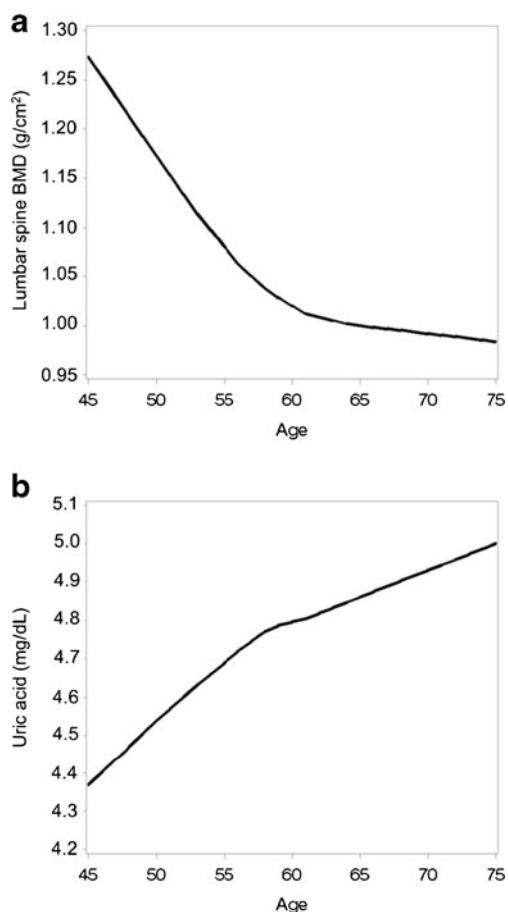 a
Lumbar spine BMD (g/cm²)
1.30
1.25
1.20
1.15
1.10
1.05
1.00
0.95
45 50 55 60 65 70 75
Age
b
Uric acid (mg/dL)
5.1
5.0
4.9
4.8
4.7
4.6
4.5
4.4
4.3
4.2
45 50 55 60 65 70 75
Age